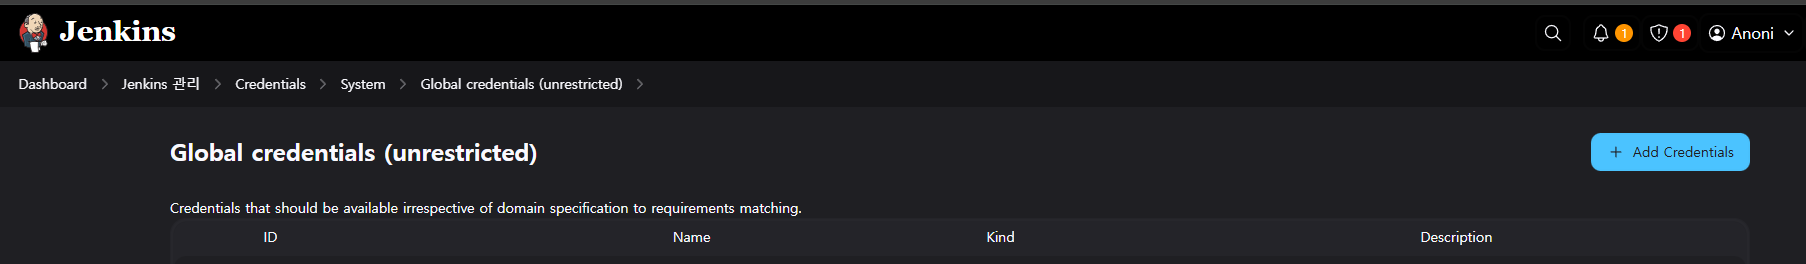 Jenkins 1 1 Anoni
Dashboard Jenkins 관리 Credentials System Global credentials (unrestricted)
Global credentials (unrestricted) + Add Credentials
Credentials that should be available irrespective of domain specification to requirements matching.
ID Name Kind Description